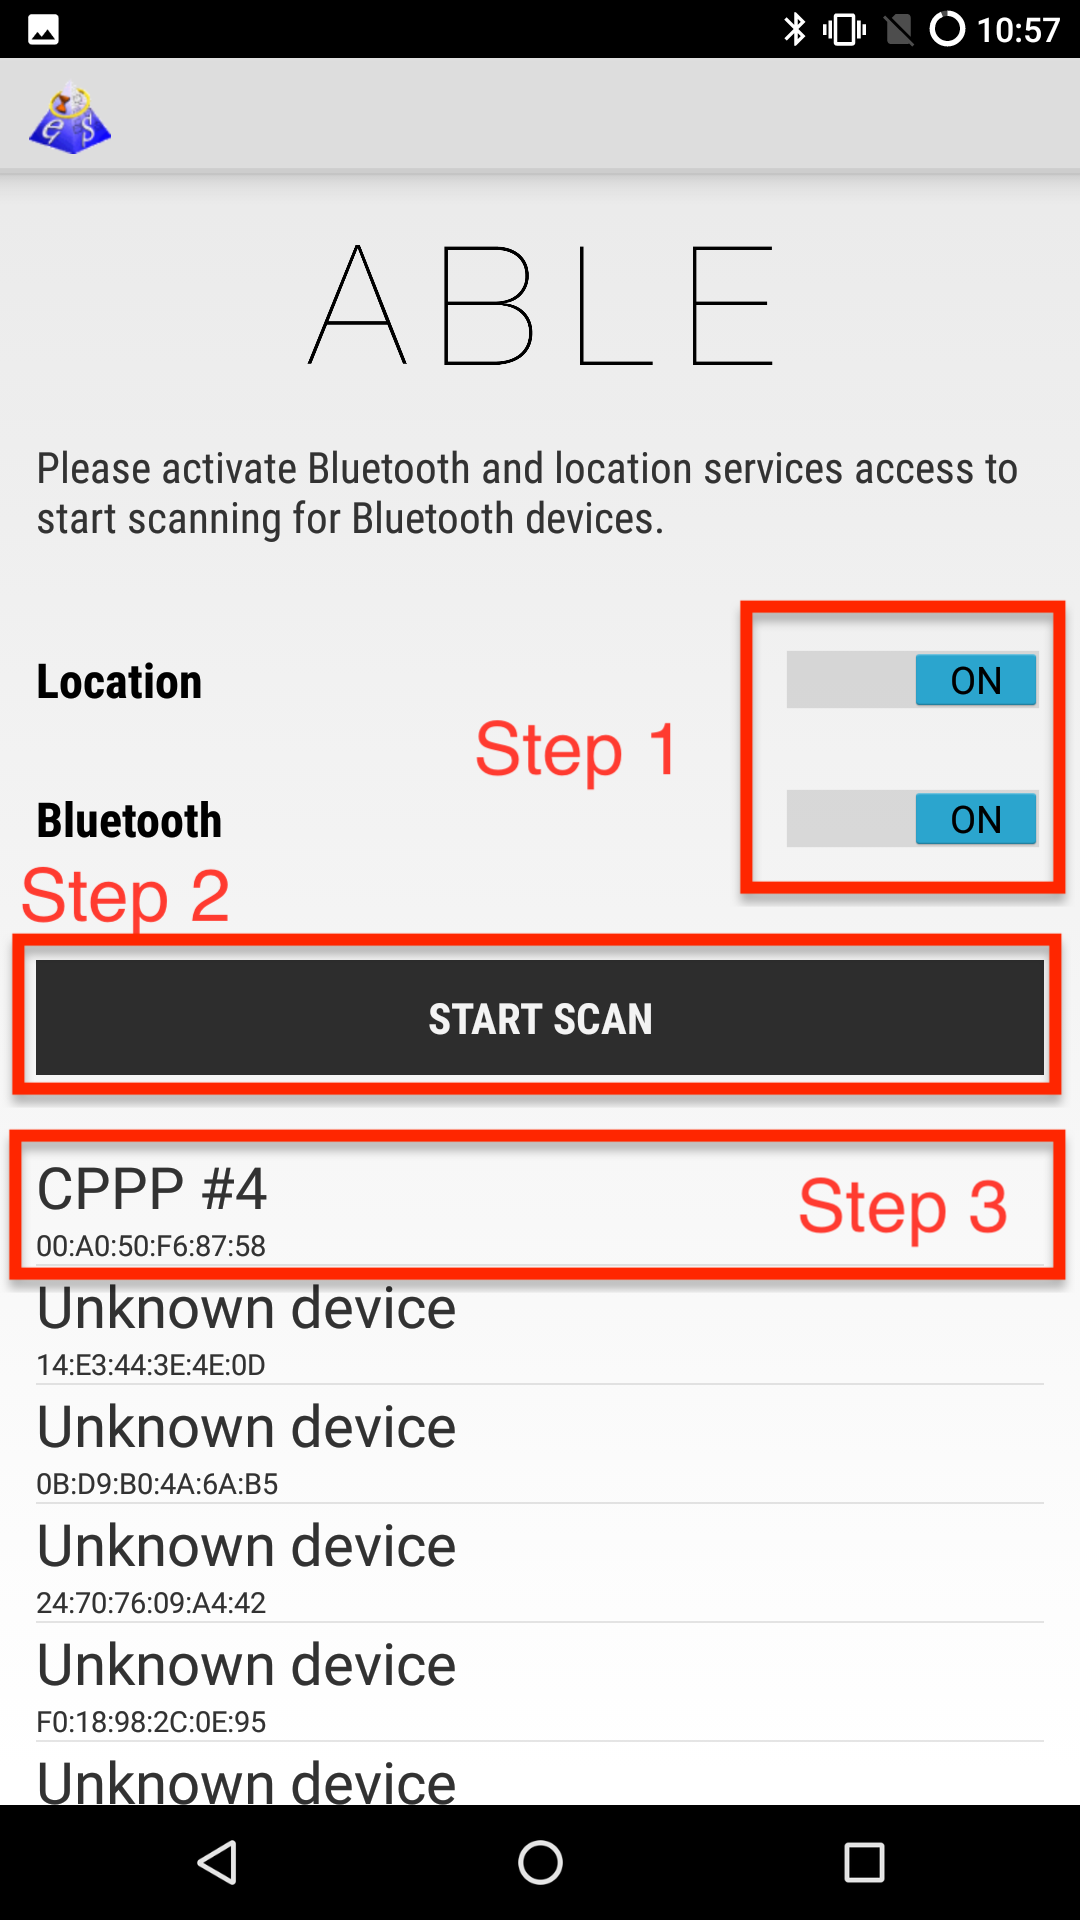 10:57
e S
ABLE
Please activate Bluetooth and location services access to
start scanning for Bluetooth devices.
Location
ON
Step 1
Bluetooth
ON
Step 2
START SCAN
CPPP #4
Step 3
00:A0:50:F6:87:58
Unknown device
14:E3:44:3E:4E:0D
Unknown device
0B:D9:B0:4A:6A:B5
Unknown device
24:70:76:09:A4:42
Unknown device
F0:18:98:2C:0E:95
Unknown device